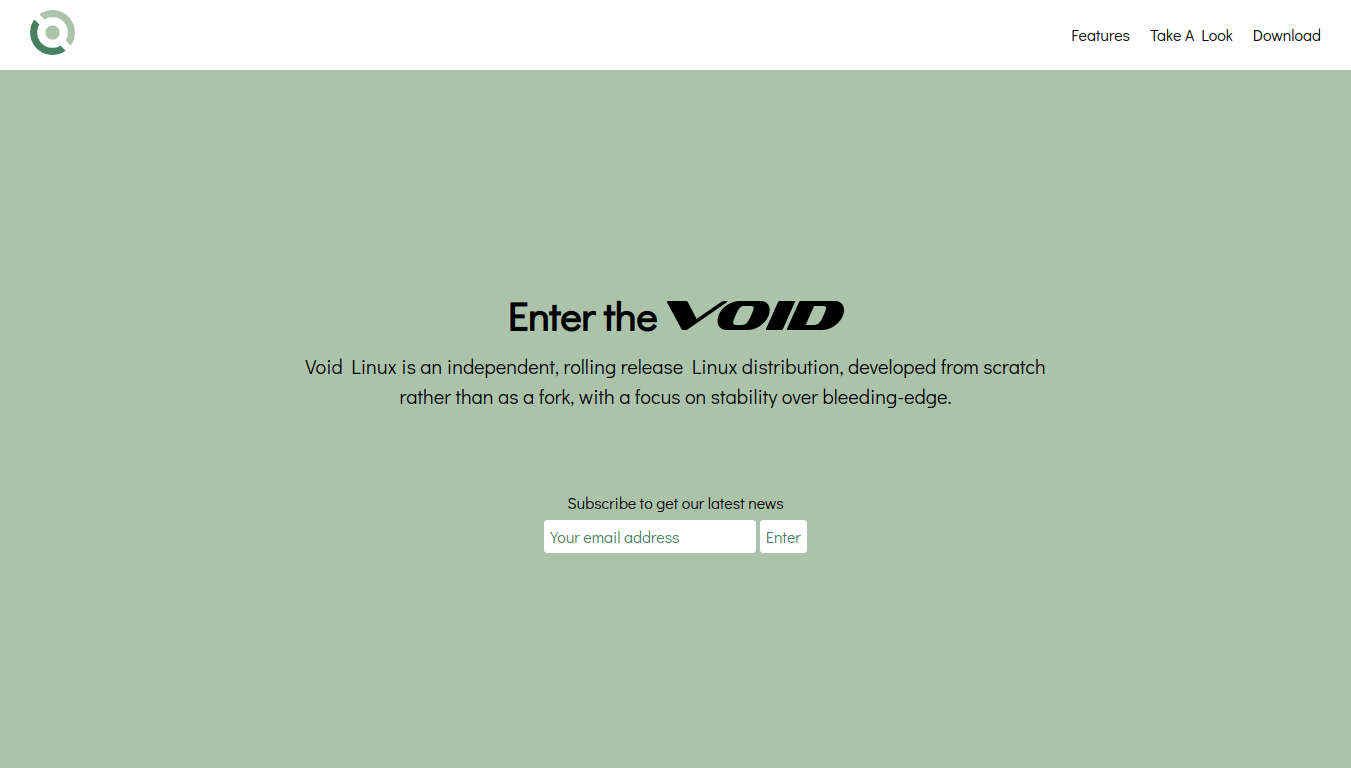 Features Take A Look Download
Enter the VOID
Void Linux is an independent, rolling release Linux distribution, developed from scratch
rather than as a fork, with a focus on stability over bleeding-edge.
Subscribe to get our latest news
Your email address Enter